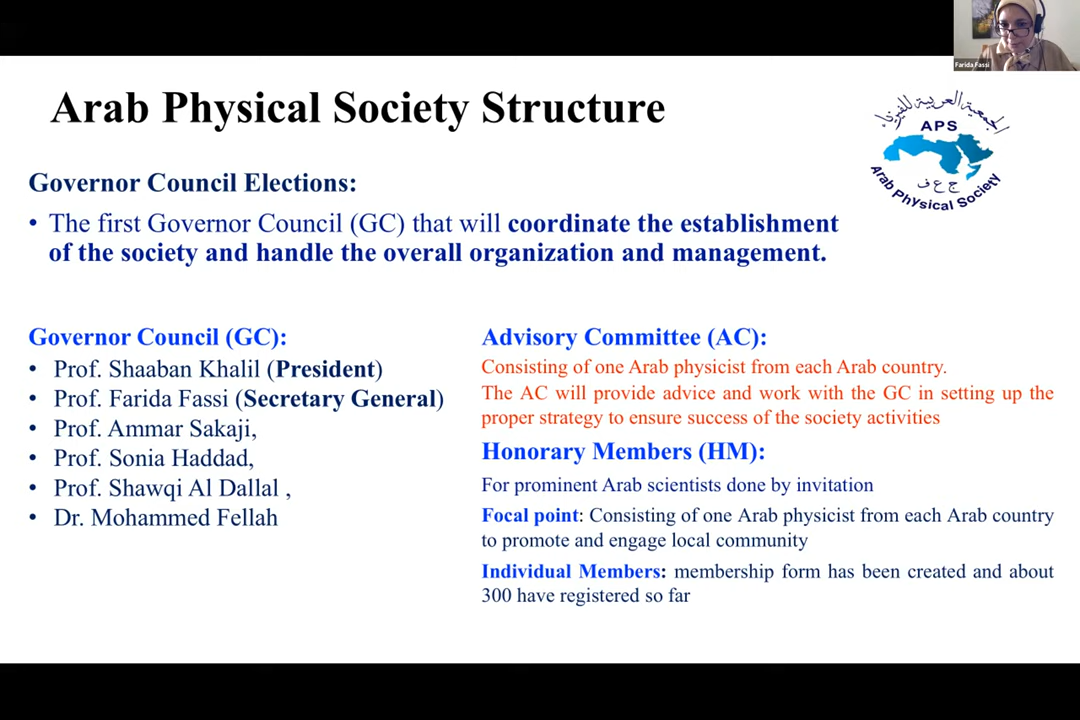 Farida Fassi
Arab Physical Society Structure
الجمعية العربية للفيزياء
APS
ج ع ف
Arab Physical Society
Governor Council Elections:
• The first Governor Council (GC) that will coordinate the establishment
of the society and handle the overall organization and management.
Governor Council (GC):
• Prof. Shaaban Khalil (President)
• Prof. Farida Fassi (Secretary General)
• Prof. Ammar Sakaji,
• Prof. Sonia Haddad,
• Prof. Shawqi Al Dallal ,
• Dr. Mohammed Fellah
Advisory Committee (AC):
Consisting of one Arab physicist from each Arab country.
The AC will provide advice and work with the GC in setting up the
proper strategy to ensure success of the society activities
Honorary Members (HM):
For prominent Arab scientists done by invitation
Focal point: Consisting of one Arab physicist from each Arab country
to promote and engage local community
Individual Members: membership form has been created and about
300 have registered so far